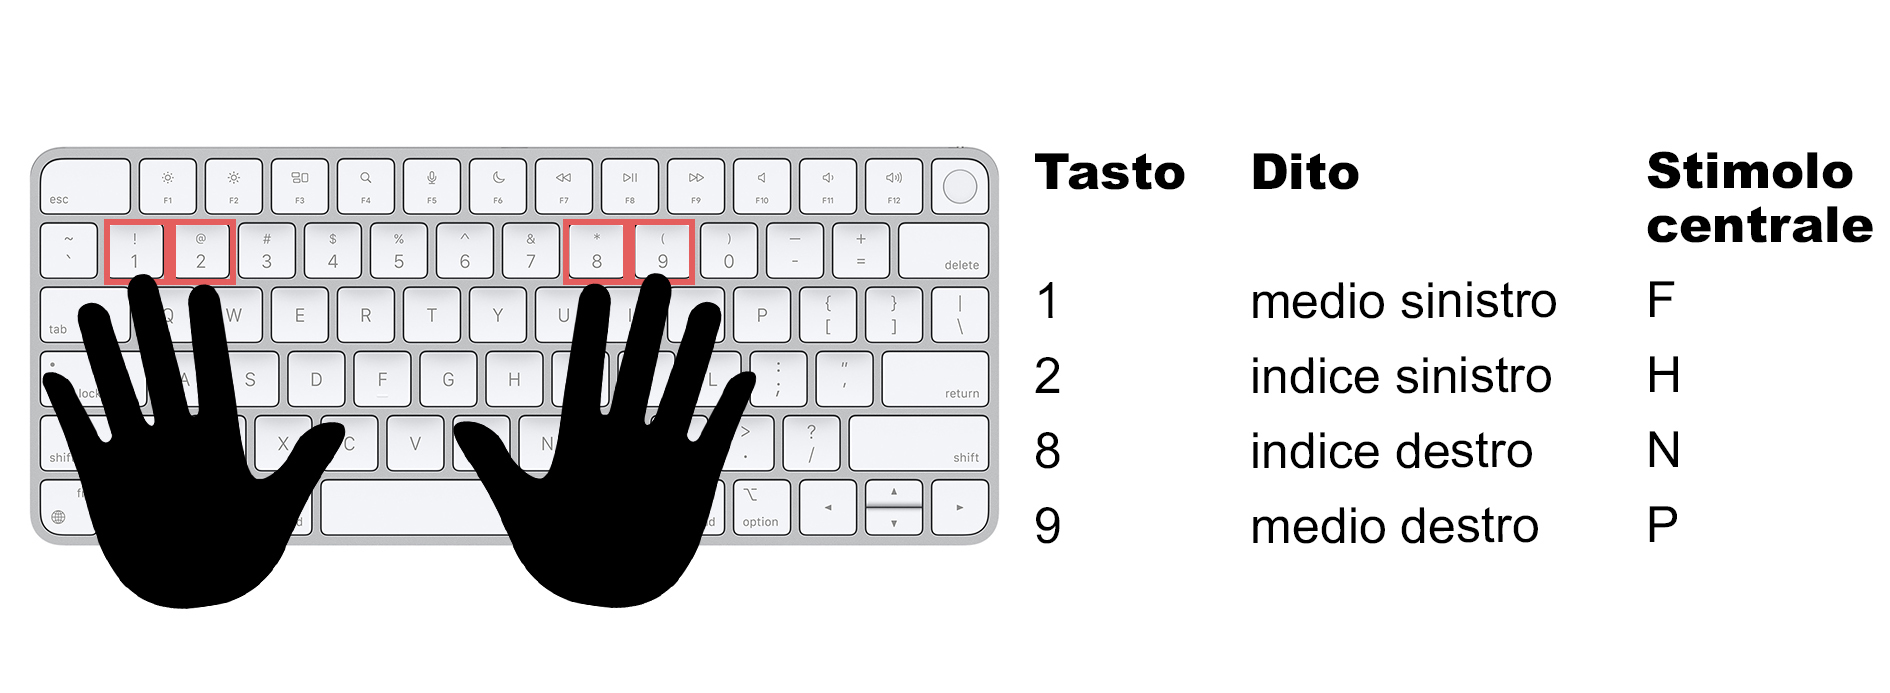 esc F1 F2 F3 F4 F5 F6 F7 F8 F9 F10 F11 F12
~ ! @ # $ % ^ & * ( ) — +
` 1 2 3 4 5 6 7 8 9 0 - = delete
tab Q W E R T Y U I P { [ } ] | \
lock A S D F G H L : ; " ' return
shift X C V N > . ? / shift
option
Tasto Dito Stimolo
centrale
1 medio sinistro F
2 indice sinistro H
8 indice destro N
9 medio destro P